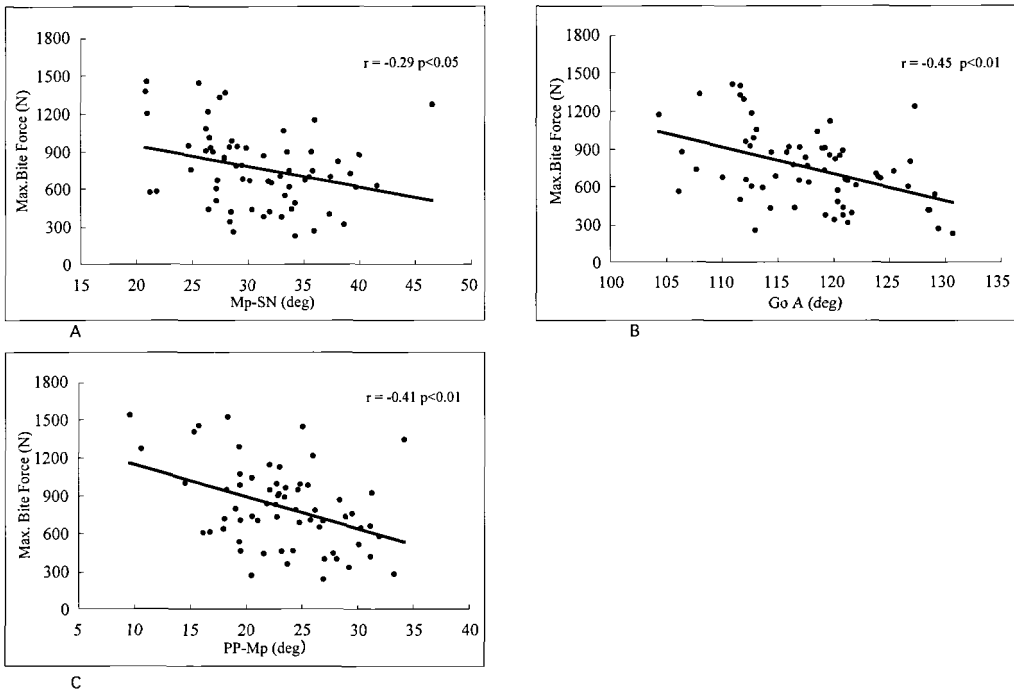 1800
1500
1200
900
600
300
0
Max.Bite Force (N)
r = -0.29 p<0.05
15 20 25 30 35 40 45 50
Mp-SN (deg)
A
1800
1500
1200
900
600
300
0
Max.Bite Force (N)
r = -0.45 p<0.01
100 105 110 115 120 125 130 135
Go A (deg)
B
1800
1500
1200
900
600
300
0
Max. Bite Force (N)
r = -0.41 p<0.01
5 10 15 20 25 30 35 40
PP-Mp (deg)
C